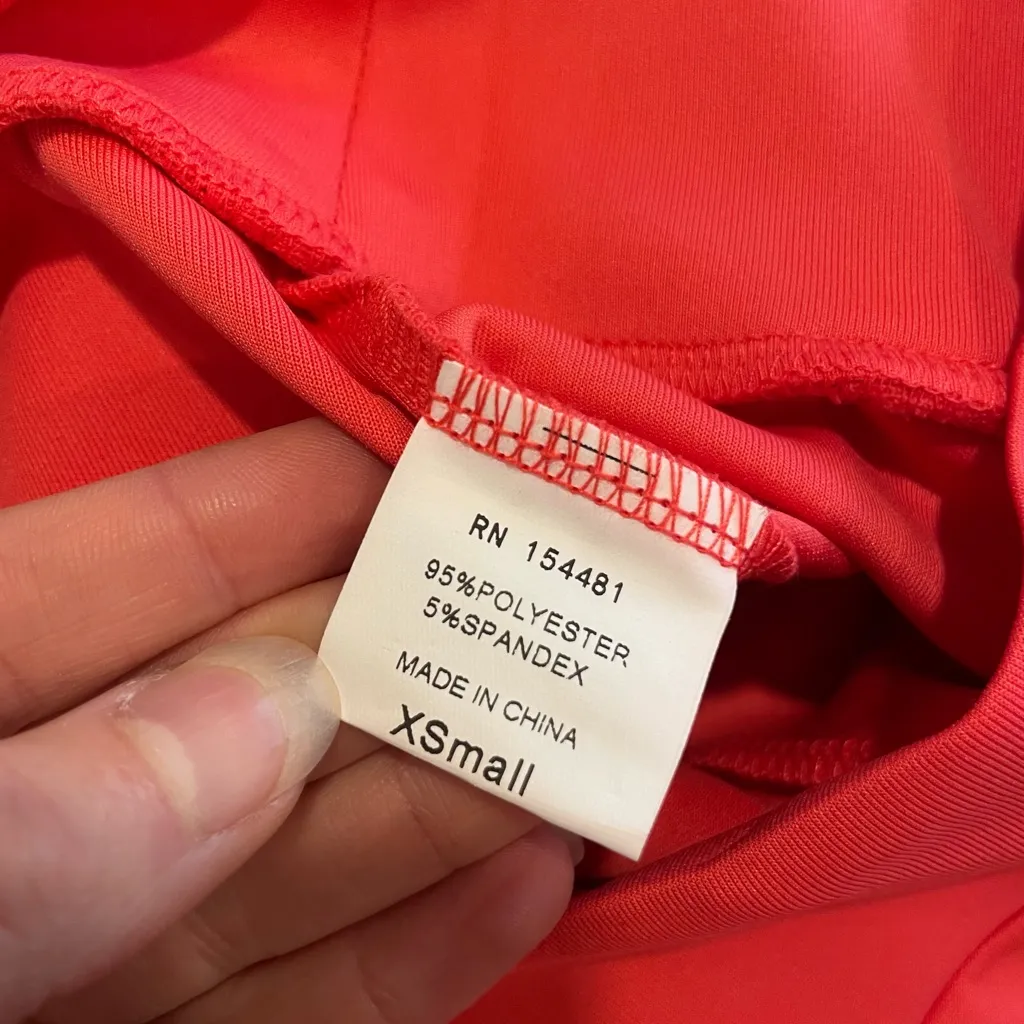 RN 154481
95%POLYESTER
5%SPANDEX
MADE IN CHINA
XSmall